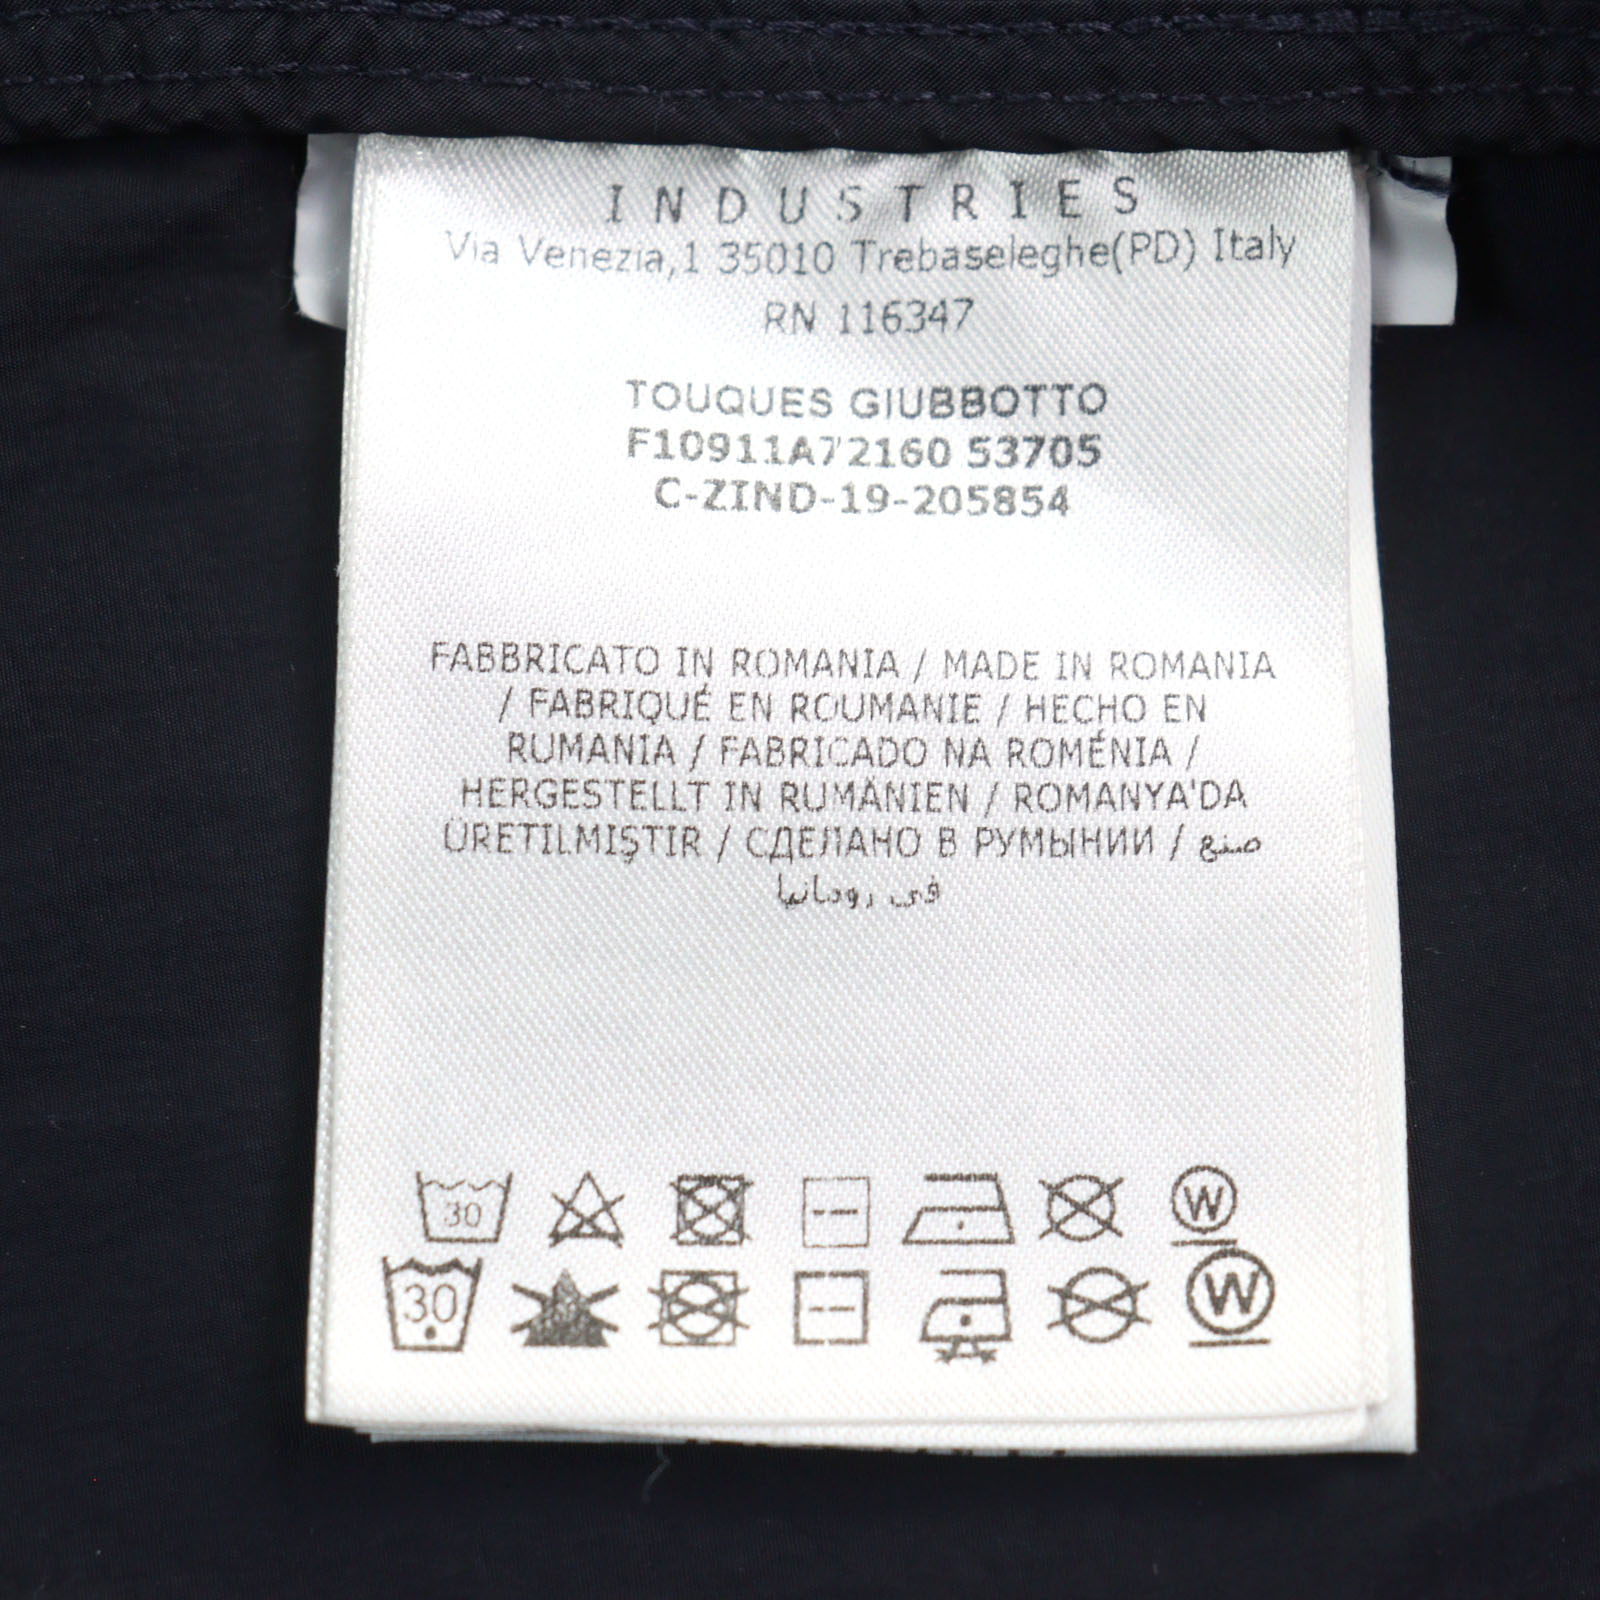 INDUSTRIES
Via Venezia,1 35010 Trebaseleghe(PD) Italy
RN 116347
TOUQUES GIUBBOTTO
F10911A72160 53705
C-ZIND-19-205854
FABBRICATO IN ROMANIA / MADE IN ROMANIA
/ FABRIQUÉ EN ROUMANIE / HECHO EN
RUMANIA / FABRICADO NA ROMÉNIA /
HERGESTELLT IN RUMÄNIEN / ROMANYA'DA
ÜRETILMIŞTIR / СДЕЛАНО В РУМЫНИИ / صنع
في رومانيا
30 W
30 W